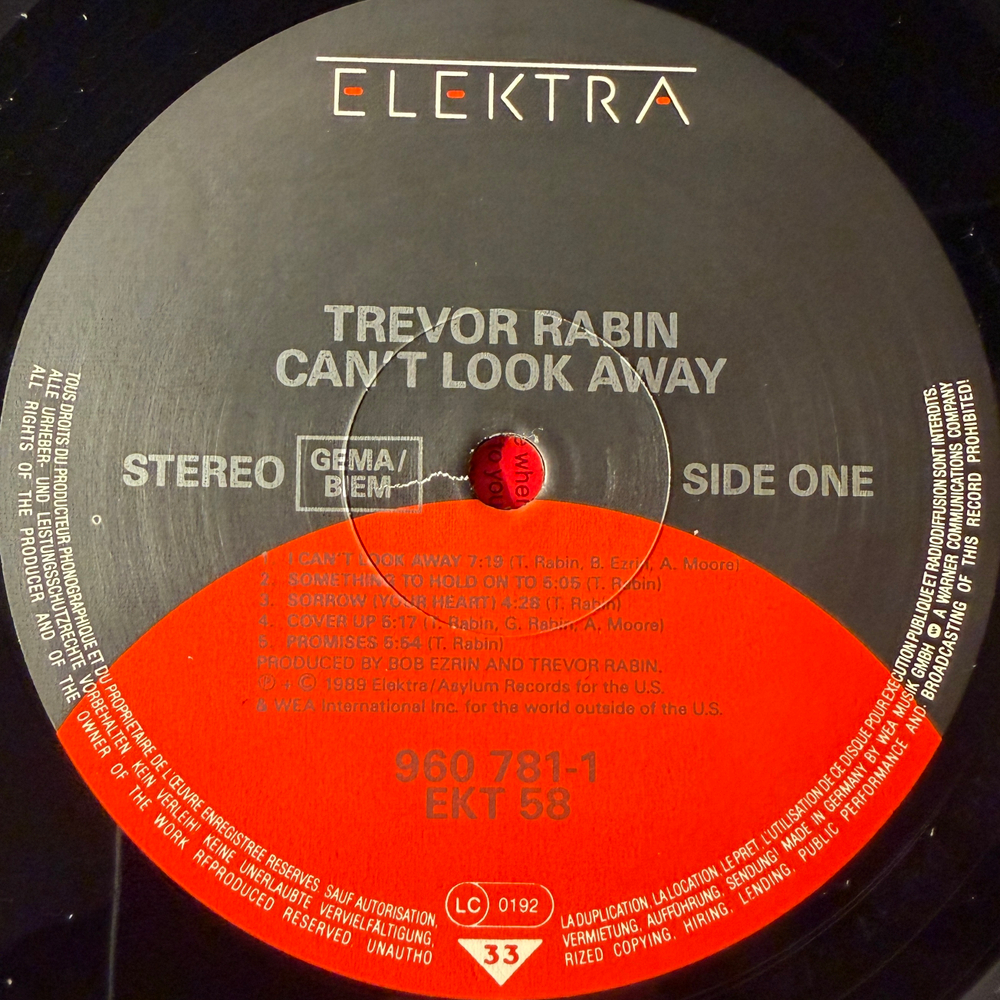 ELEKTRA
TREVOR RABIN
CAN'T LOOK AWAY
STEREO
GEMA/
BIEM
SIDE ONE
1. I CAN'T LOOK AWAY 7:19 (T. Rabin, B. Ezrin, A. Moore)
2. SOMETHING TO HOLD ON TO 5:05 (T. Rabin)
3. SORROW (YOUR HEART) 4:28 (T. Rabin)
4. COVER UP 5:17 (T. Rabin, G. Rabin, A. Moore)
5. PROMISES 5:54 (T. Rabin)
PRODUCED BY BOB EZRIN AND TREVOR RABIN.
℗ + © 1989 Elektra/Asylum Records for the U.S.
& WEA International Inc. for the world outside of the U.S.
960 781-1
EKT 58
LC 0192
33
TOUS DROITS DU PRODUCTEUR PHONOGRAPHIQUE ET DU PROPRIETAIRE DE L'ŒUVRE ENREGISTREE RESERVES. SAUF AUTORISATION, LA DUPLICATION, LA LOCATION, LE PRET, L'UTILISATION DE CE DISQUE POUR EXECUTION PUBLIQUE ET RADIODIFFUSION SONT INTERDITS.
ALLE URHEBER- UND LEISTUNGSSCHUTZRECHTE VORBEHALTEN KEIN VERLEIH! KEINE UNERLAUBTE VERVIELFÄLTIGUNG, VERMIETUNG, AUFFÜHRUNG, SENDUNG! MADE IN GERMANY BY WEA MUSIK GMBH A WARNER COMMUNICATIONS COMPANY
ALL RIGHTS OF THE PRODUCER AND OF THE OWNER OF THE WORK REPRODUCED RESERVED UNAUTHORIZED COPYING, HIRING, LENDING, PUBLIC PERFORMANCE AND BROADCASTING OF THIS RECORD PROHIBITED!